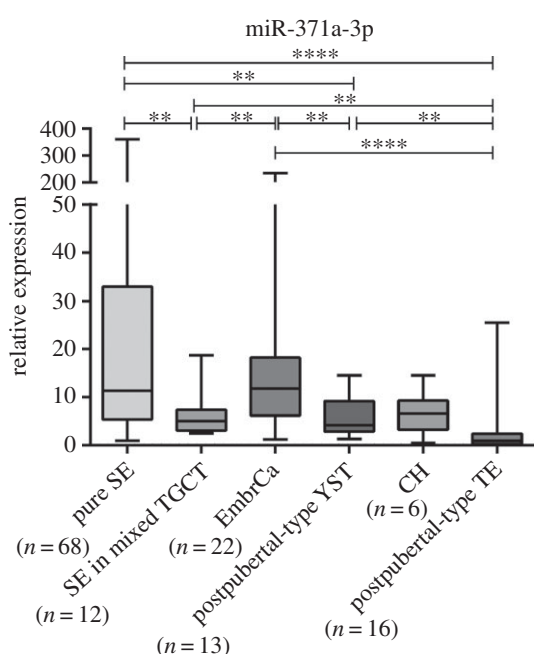 miR-371a-3p
****
**
**
** ** ** **
****
400
300
200
50
40
30
20
10
0
relative expression
pure SE
(n = 68)
SE in mixed TGCT
(n = 12)
EmbrCa
(n = 22)
postpubertal-type YST
(n = 13)
CH
(n = 6)
postpubertal-type TE
(n = 16)